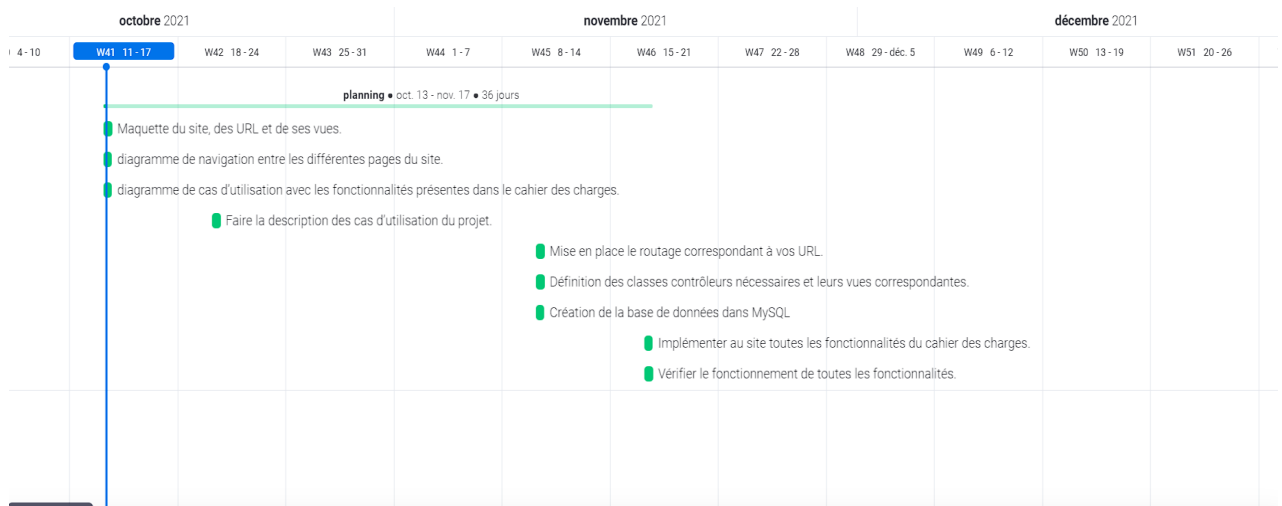 octobre 2021 novembre 2021 décembre 2021
4 - 10 W41 11 - 17 W42 18 - 24 W43 25 - 31 W44 1 - 7 W45 8 - 14 W46 15 - 21 W47 22 - 28 W48 29 - déc. 5 W49 6 - 12 W50 13 - 19 W51 20 - 26
planning ● oct. 13 - nov. 17 ● 36 jours
Maquette du site, des URL et de ses vues.
diagramme de navigation entre les différentes pages du site.
diagramme de cas d'utilisation avec les fonctionnalités présentes dans le cahier des charges.
Faire la description des cas d'utilisation du projet.
Mise en place le routage correspondant à vos URL.
Définition des classes contrôleurs nécessaires et leurs vues correspondantes.
Création de la base de données dans MySQL
Implémenter au site toutes les fonctionnalités du cahier des charges.
Vérifier le fonctionnement de toutes les fonctionnalités.